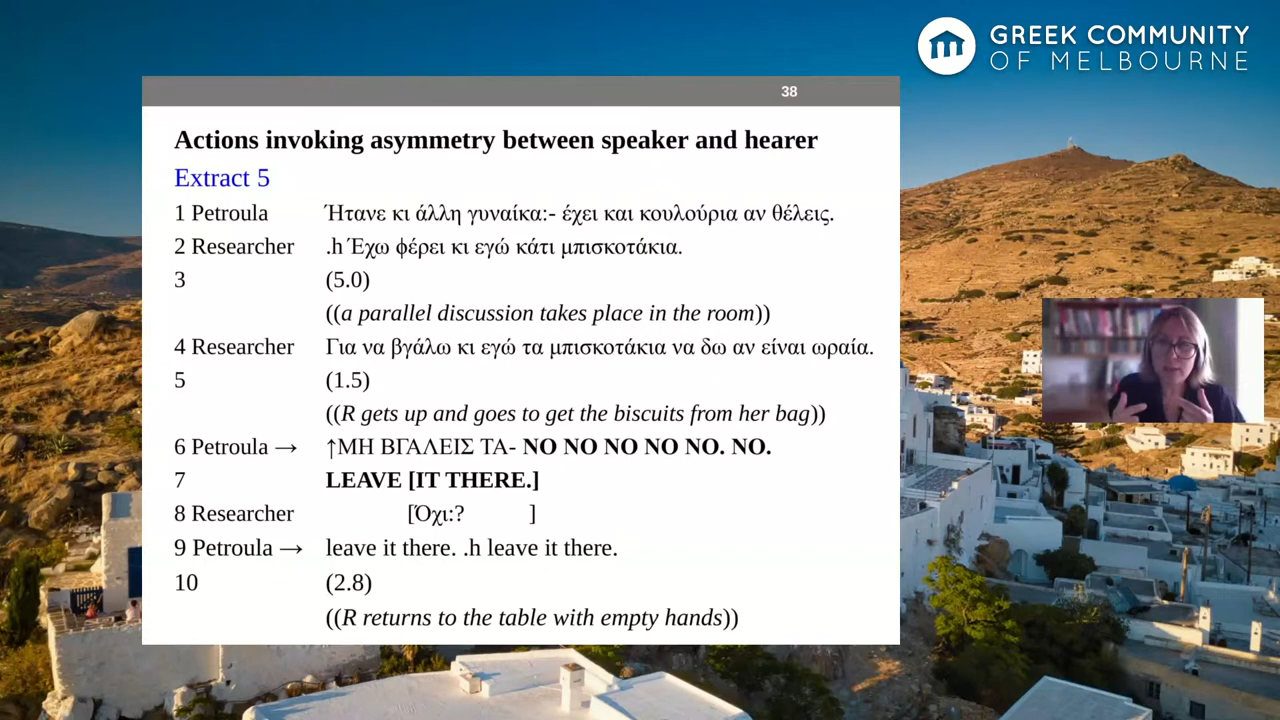 GREEK COMMUNITY
OF MELBOURNE
38
Actions invoking asymmetry between speaker and hearer
Extract 5
1 Petroula Ήτανε κι άλλη γυναίκα:- έχει και κουλούρια αν θέλεις.
2 Researcher .h Έχω φέρει κι εγώ κάτι μπισκοτάκια.
3 (5.0)
((a parallel discussion takes place in the room))
4 Researcher Για να βγάλω κι εγώ τα μπισκοτάκια να δω αν είναι ωραία.
5 (1.5)
((R gets up and goes to get the biscuits from her bag))
6 Petroula → ↑ΜΗ ΒΓΑΛΕΙΣ ΤΑ- NO NO NO NO NO. NO.
7 LEAVE [IT THERE.]
8 Researcher [Όχι:? ]
9 Petroula → leave it there. .h leave it there.
10 (2.8)
((R returns to the table with empty hands))